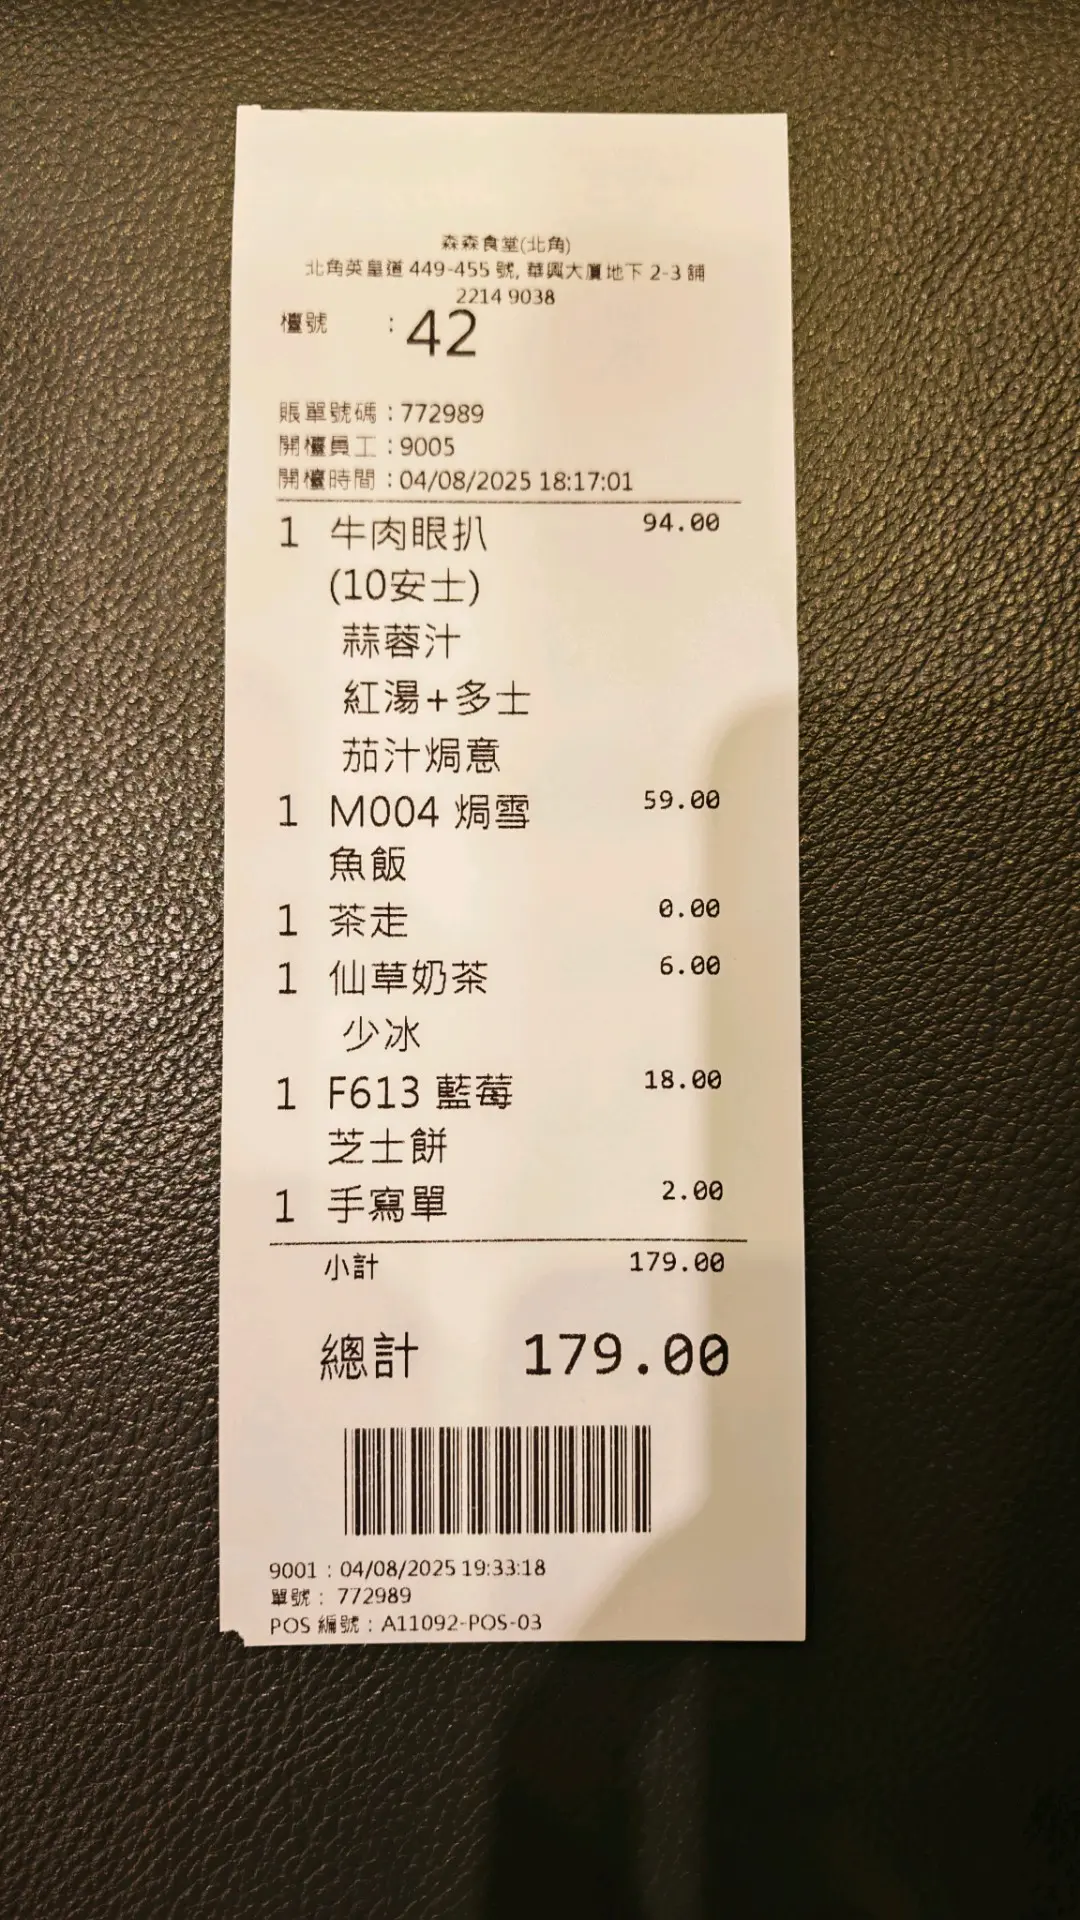 森森食堂(北角)
北角英皇道 449-455 號, 華興大廈地下 2-3 舖
2214 9038
檯號 : 42
賬單號碼 : 772989
開檯員工 : 9005
開檯時間 : 04/08/2025 18:17:01
1 牛肉眼扒 94.00
(10安士)
蒜蓉汁
紅湯+多士
茄汁焗意
1 M004 焗雪 59.00
魚飯
1 茶走 0.00
1 仙草奶茶 6.00
少冰
1 F613 藍莓 18.00
芝士餅
1 手寫單 2.00
小計 179.00
總計 179.00
9001 : 04/08/2025 19:33:18
單號 : 772989
POS 編號 : A11092-POS-03